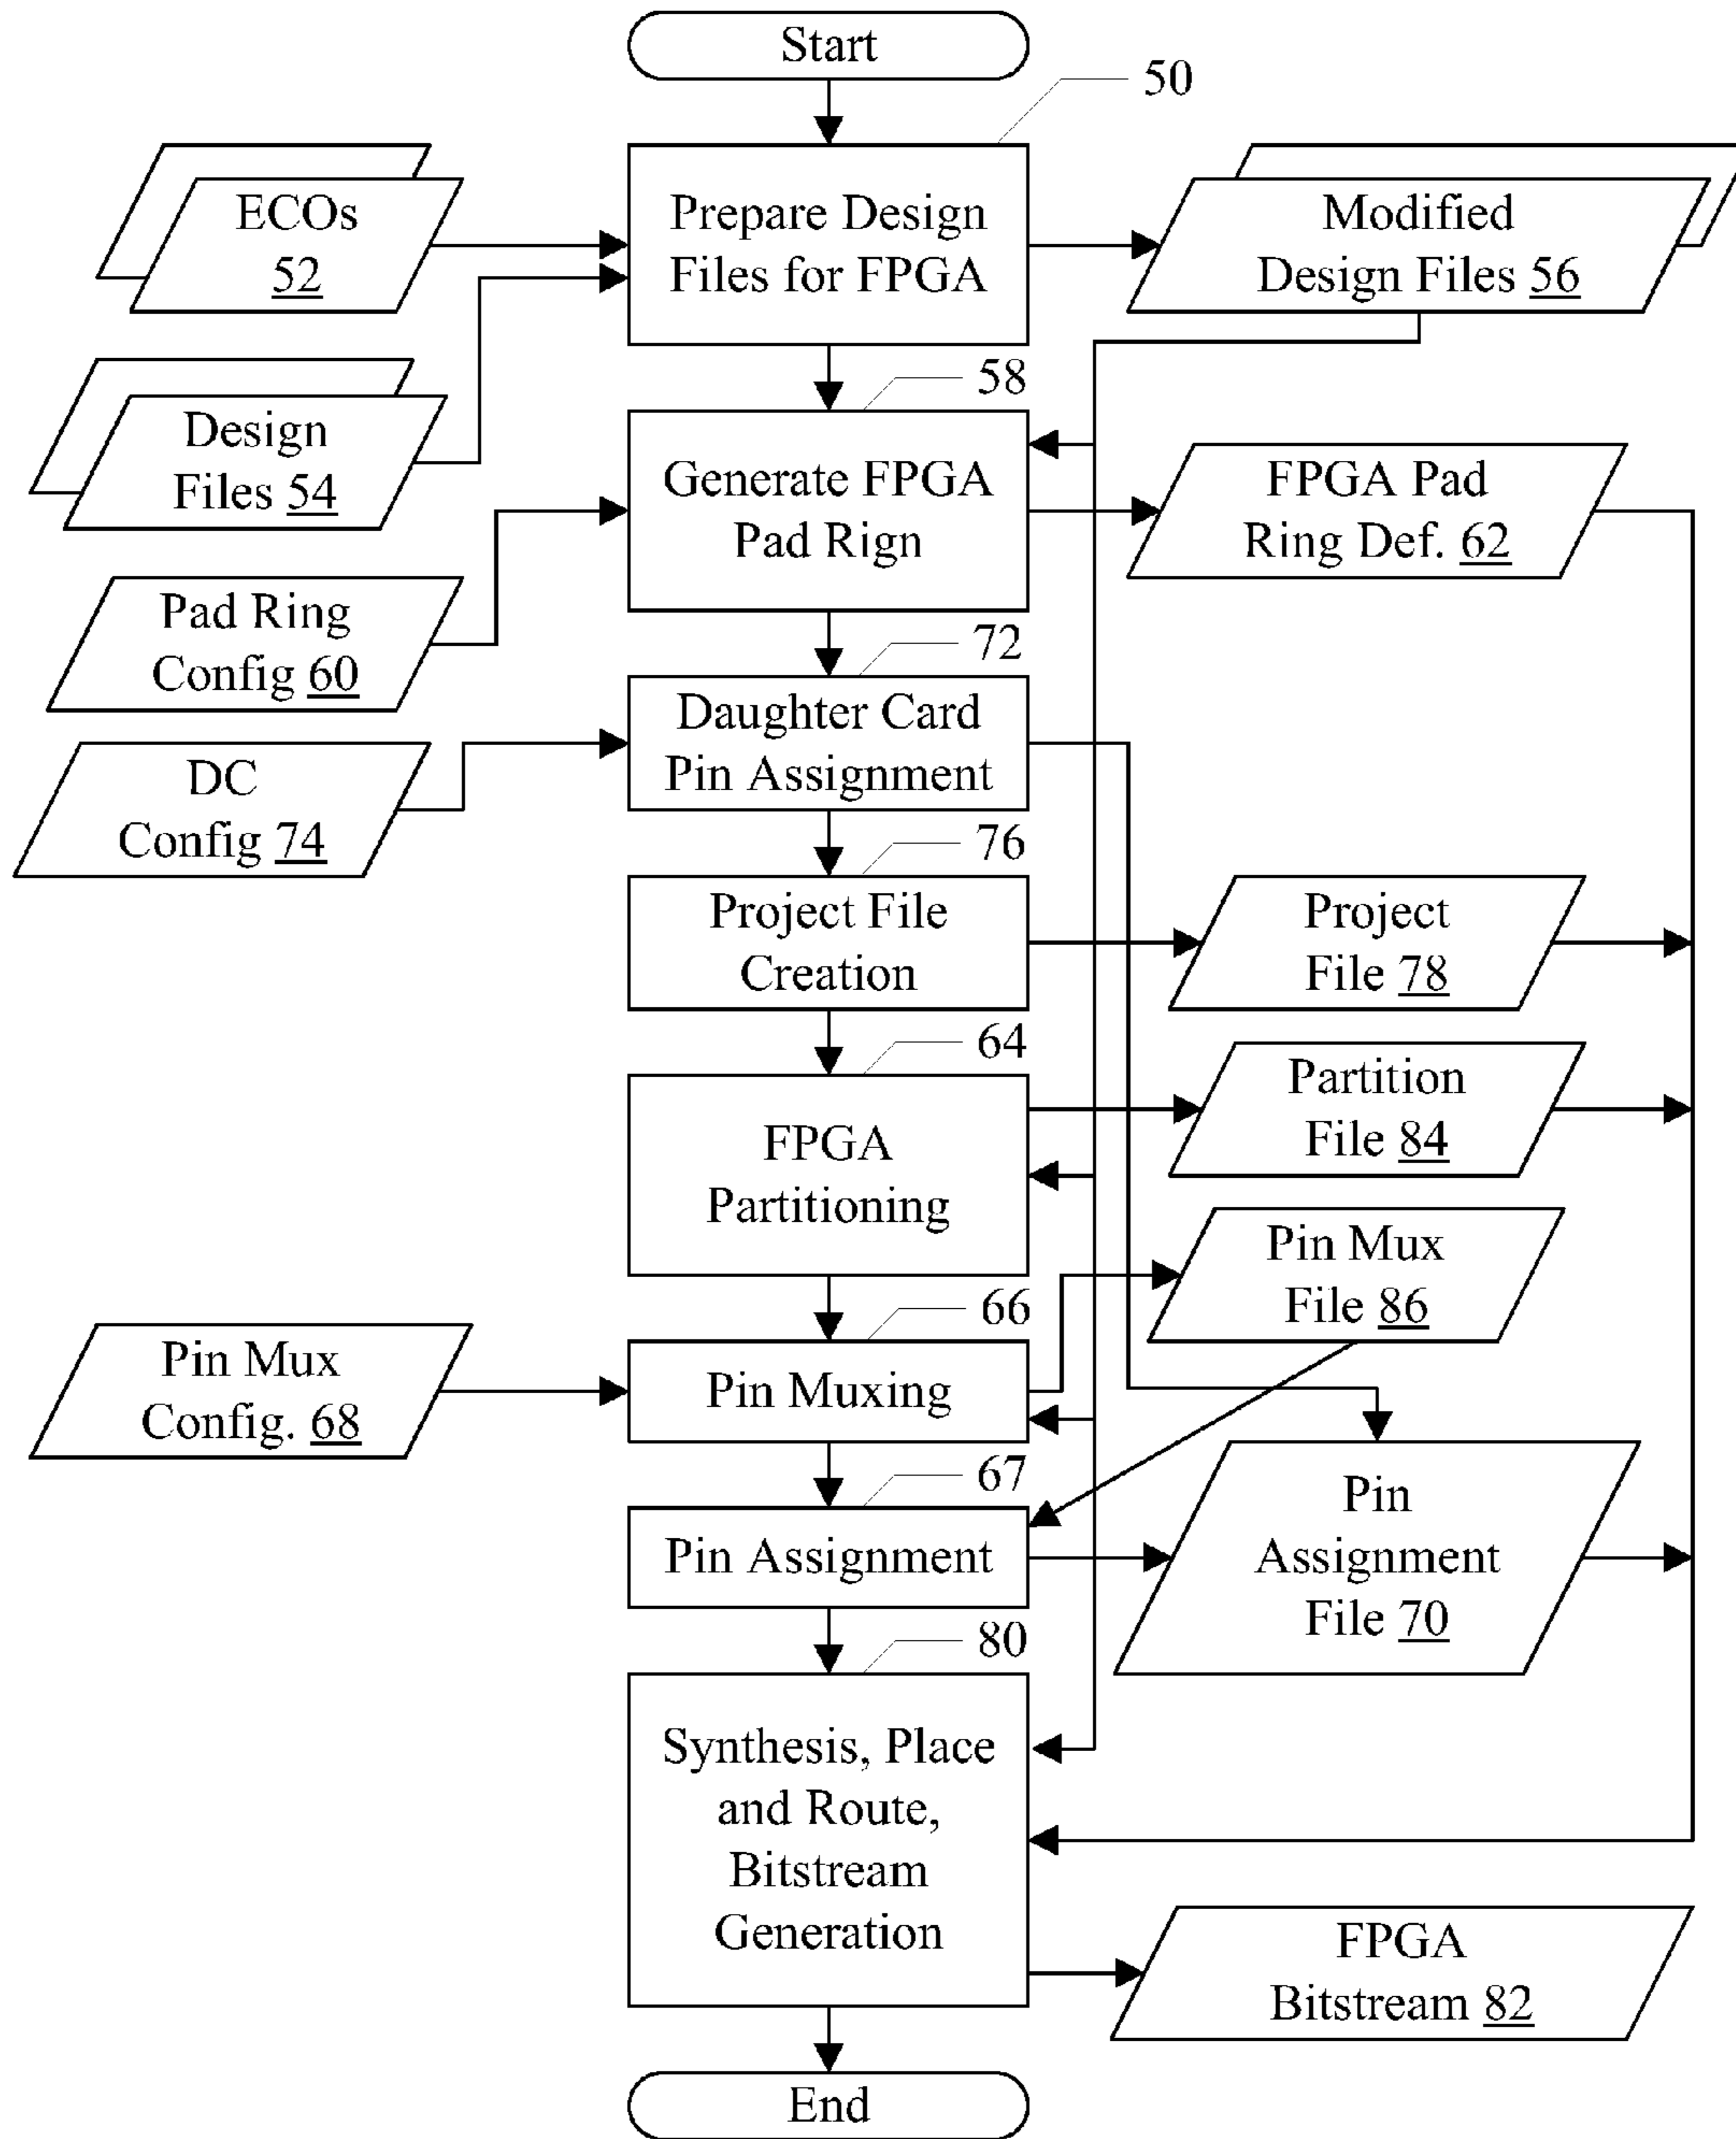 Start
50
ECOs
52
Prepare Design
Files for FPGA
Modified
Design Files 56
58
Design
Files 54
Generate FPGA
Pad Rign
FPGA Pad
Ring Def. 62
Pad Ring
Config 60
72
Daughter Card
Pin Assignment
DC
Config 74
76
Project File
Creation
Project
File 78
64
Partition
File 84
FPGA
Partitioning
Pin Mux
File 86
66
Pin Mux
Config. 68
Pin Muxing
67
Pin Assignment
Pin
Assignment
File 70
80
Synthesis, Place
and Route,
Bitstream
Generation
FPGA
Bitstream 82
End